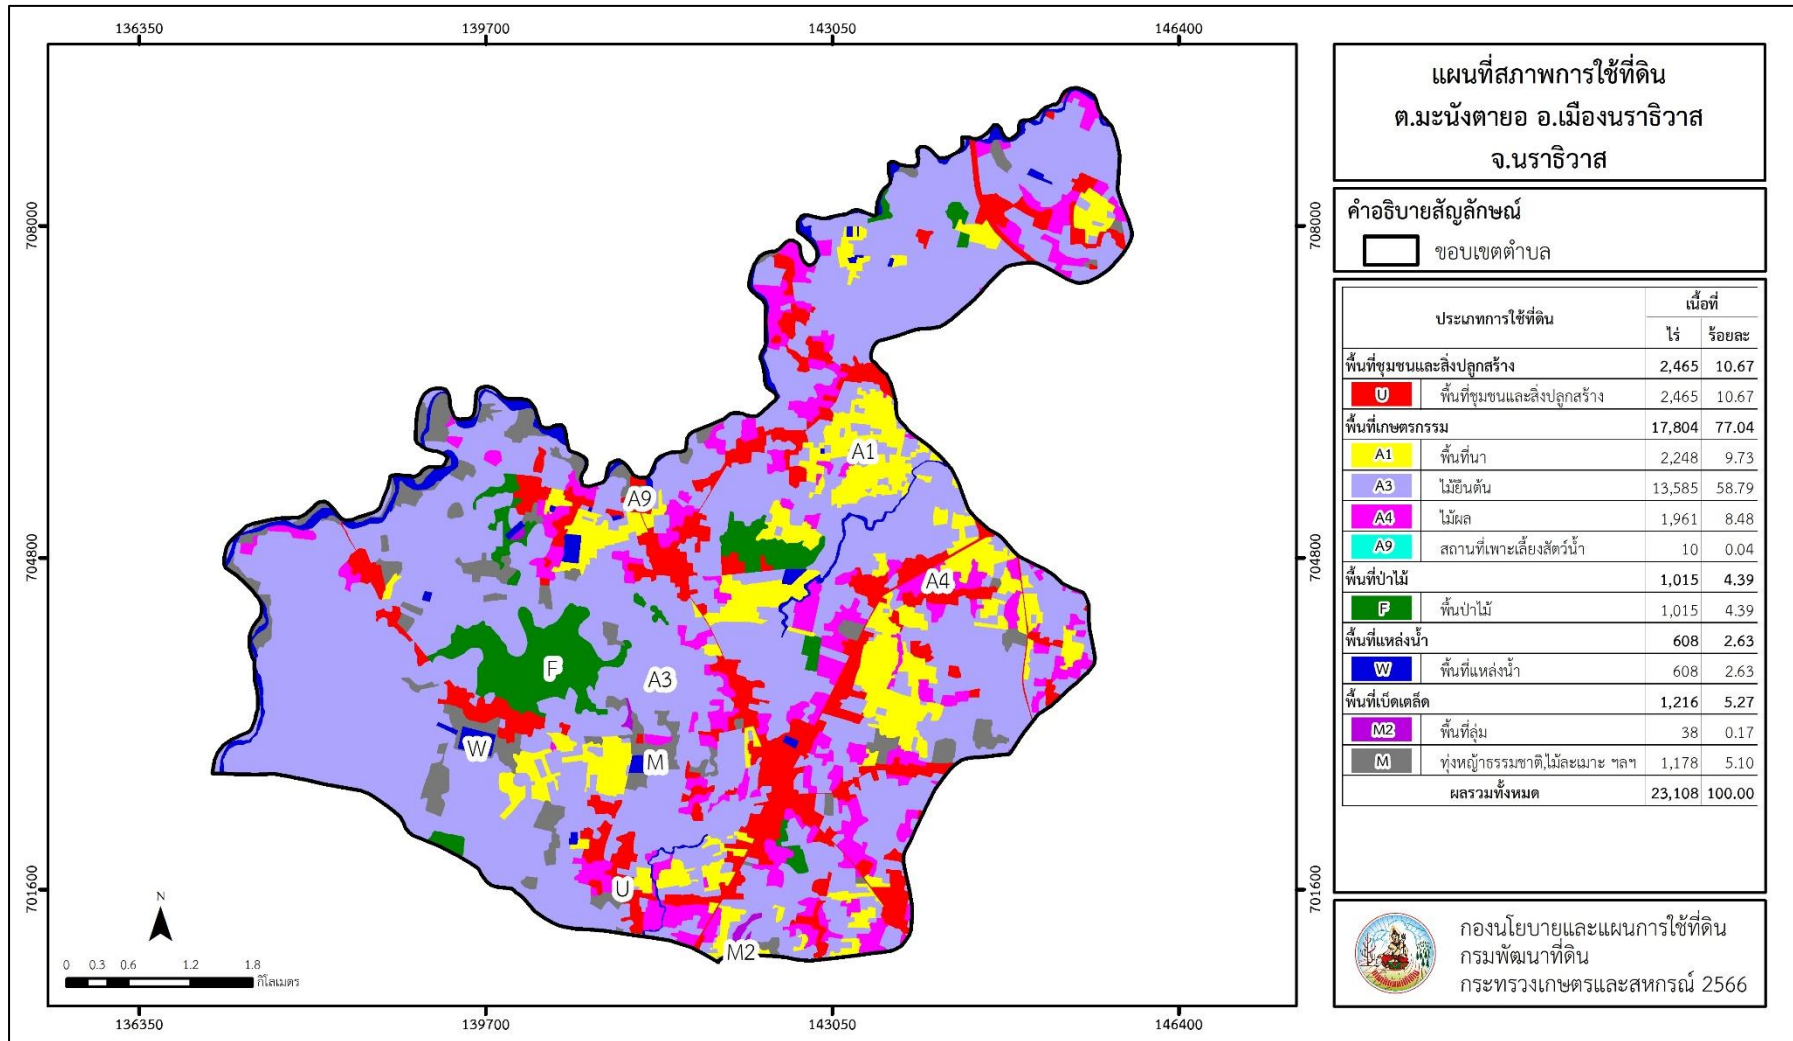 136350 139700 143050 146400
708000 708000
704800 704800
701600 701600
A1
A9
A4
F
A3
W
M
U
M2
N
0 0.3 0.6 1.2 1.8
กิโลเมตร
136350 139700 143050 146400
แผนที่สภาพการใช้ที่ดิน
ต.มะนังตายอ อ.เมืองนราธิวาส
จ.นราธิวาส
คำอธิบายสัญลักษณ์
ขอบเขตตำบล
ประเภทการใช้ที่ดิน เนื้อที่
ไร่ ร้อยละ
พื้นที่ชุมชนและสิ่งปลูกสร้าง 2,465 10.67
U พื้นที่ชุมชนและสิ่งปลูกสร้าง 2,465 10.67
พื้นที่เกษตรกรรม 17,804 77.04
A1 พื้นที่นา 2,248 9.73
A3 ไม้ยืนต้น 13,585 58.79
A4 ไม้ผล 1,961 8.48
A9 สถานที่เพาะเลี้ยงสัตว์น้ำ 10 0.04
พื้นที่ป่าไม้ 1,015 4.39
F พื้นป่าไม้ 1,015 4.39
พื้นที่แหล่งน้ำ 608 2.63
W พื้นที่แหล่งน้ำ 608 2.63
พื้นที่เบ็ดเตล็ด 1,216 5.27
M2 พื้นที่ลุ่ม 38 0.17
M ทุ่งหญ้าธรรมชาติ,ไม้ละเมาะ ฯลฯ 1,178 5.10
ผลรวมทั้งหมด 23,108 100.00
กองนโยบายและแผนการใช้ที่ดิน
กรมพัฒนาที่ดิน
กระทรวงเกษตรและสหกรณ์ 2566